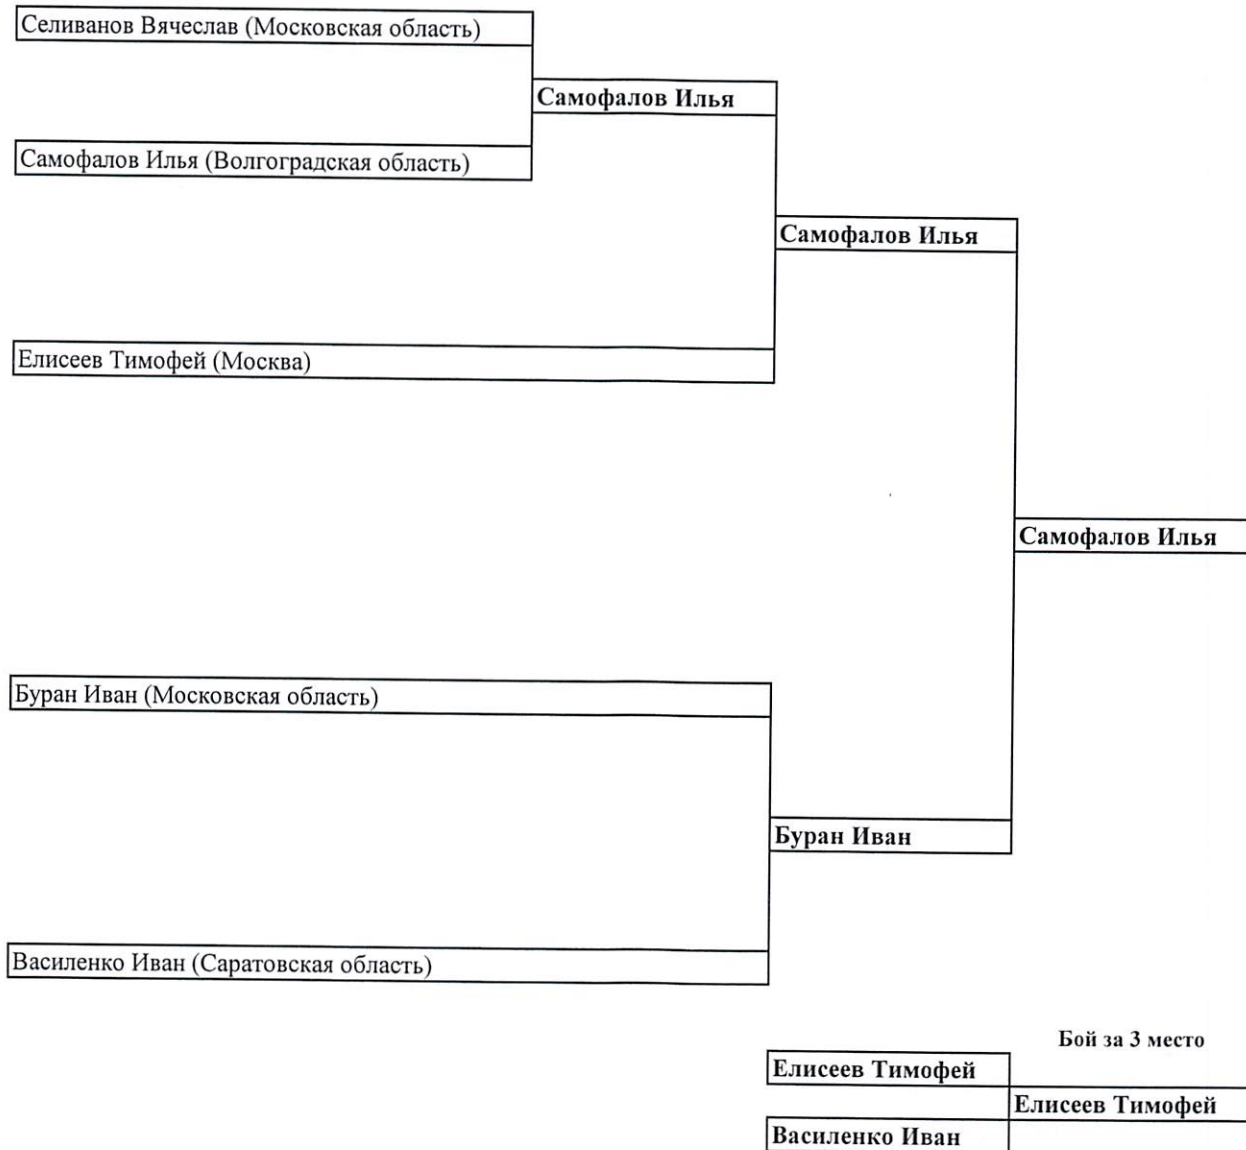 Селиванов Вячеслав (Московская область)
Самофалов Илья
Самофалов Илья (Волгоградская область)
Самофалов Илья
Елисеев Тимофей (Москва)
Самофалов Илья
Буран Иван (Московская область)
Буран Иван
Василенко Иван (Саратовская область)
Бой за 3 место
Елисеев Тимофей
Елисеев Тимофей
Василенко Иван